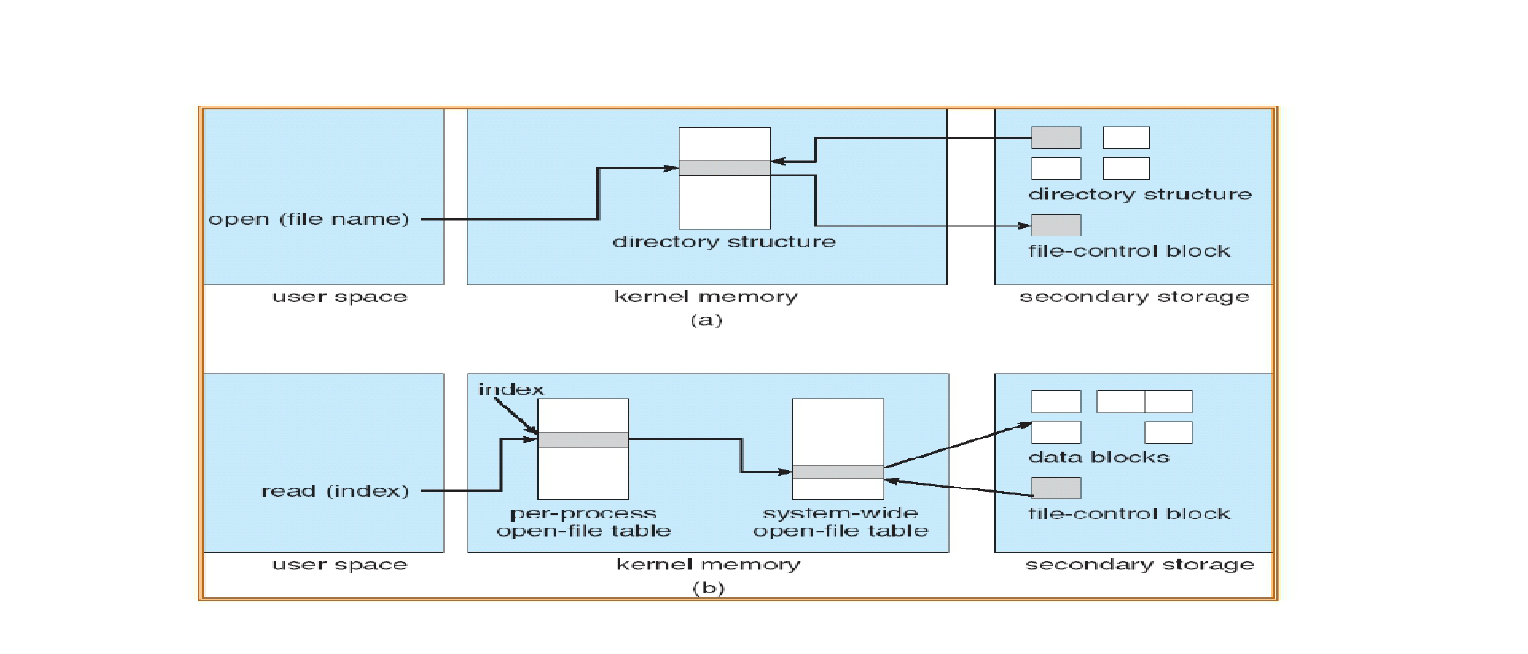 open (file name)
directory structure
directory structure
file-control block
user space
kernel memory
secondary storage
(a)
index
read (index)
per-process
open-file table
system-wide
open-file table
data blocks
file-control block
user space
kernel memory
secondary storage
(b)